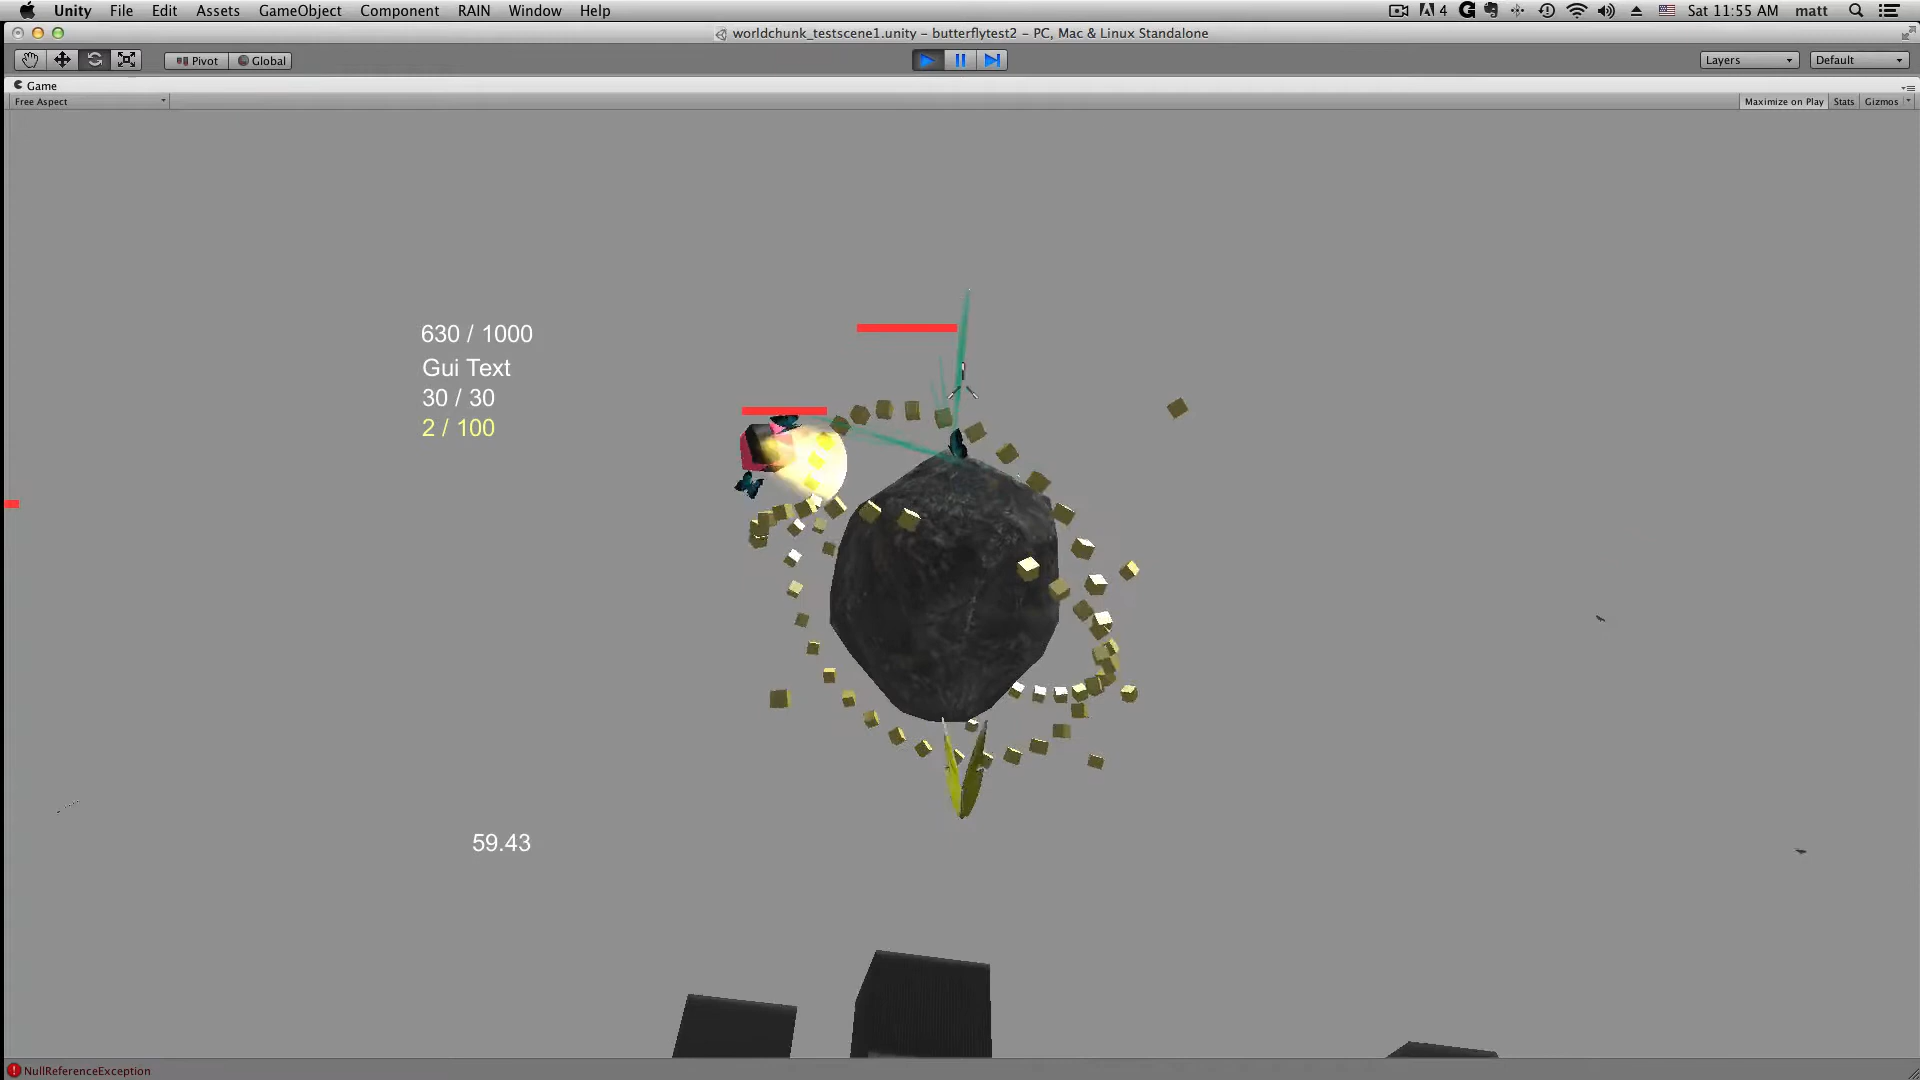 Unity File Edit Assets GameObject Component RAIN Window Help 4 Sat 11:55 AM matt
worldchunk_testscene1.unity - butterflytest2 - PC, Mac & Linux Standalone
Pivot Global Layers Default
Game
Free Aspect Maximize on Play Stats Gizmos
630 / 1000
Gui Text
30 / 30
2 / 100
59.43
NullReferenceException